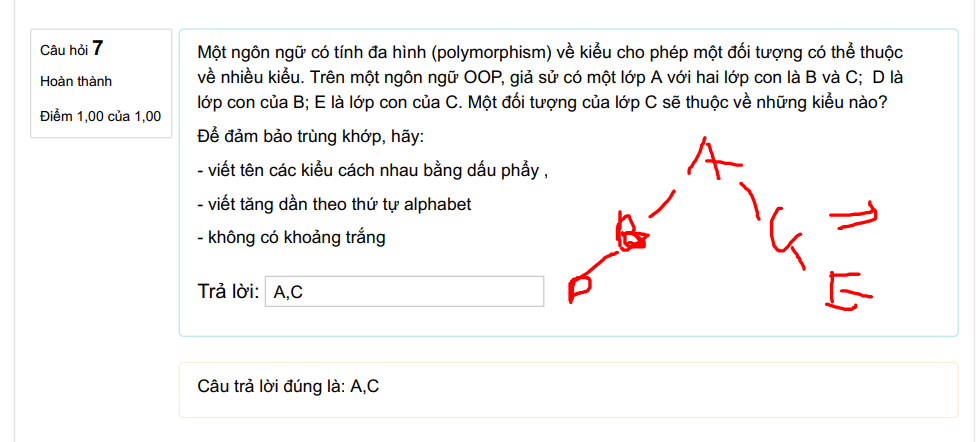 Câu hỏi 7
Hoàn thành
Điểm 1,00 của 1,00
Một ngôn ngữ có tính đa hình (polymorphism) về kiểu cho phép một đối tượng có thể thuộc
về nhiều kiểu. Trên một ngôn ngữ OOP, giả sử có một lớp A với hai lớp con là B và C; D là
lớp con của B; E là lớp con của C. Một đối tượng của lớp C sẽ thuộc về những kiểu nào?
Để đảm bảo trùng khớp, hãy:
- viết tên các kiểu cách nhau bằng dấu phẩy ,
- viết tăng dần theo thứ tự alphabet
- không có khoảng trắng
Trả lời: A,C
A
B
C
D
E
Câu trả lời đúng là: A,C